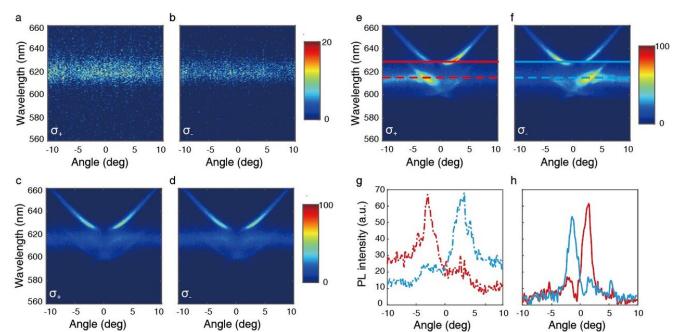 a
b
e
f
660
640
620
600
580
560
Wavelength (nm)
σ+
σ-
-10 -5 0 5 10
-10 -5 0 5 10
Angle (deg)
Angle (deg)
20
10
0
660
640
620
600
580
560
Wavelength (nm)
σ+
σ-
-10 -5 0 5 10
-10 -5 0 5 10
Angle (deg)
Angle (deg)
100
0
c
d
660
640
620
600
580
560
Wavelength (nm)
σ+
σ-
-10 -5 0 5 10
-10 -5 0 5 10
Angle (deg)
Angle (deg)
100
0
g
h
70
60
50
40
30
20
10
0
PL intensity (a.u.)
-10 -5 0 5 10
-10 -5 0 5 10
Angle (deg)
Angle (deg)